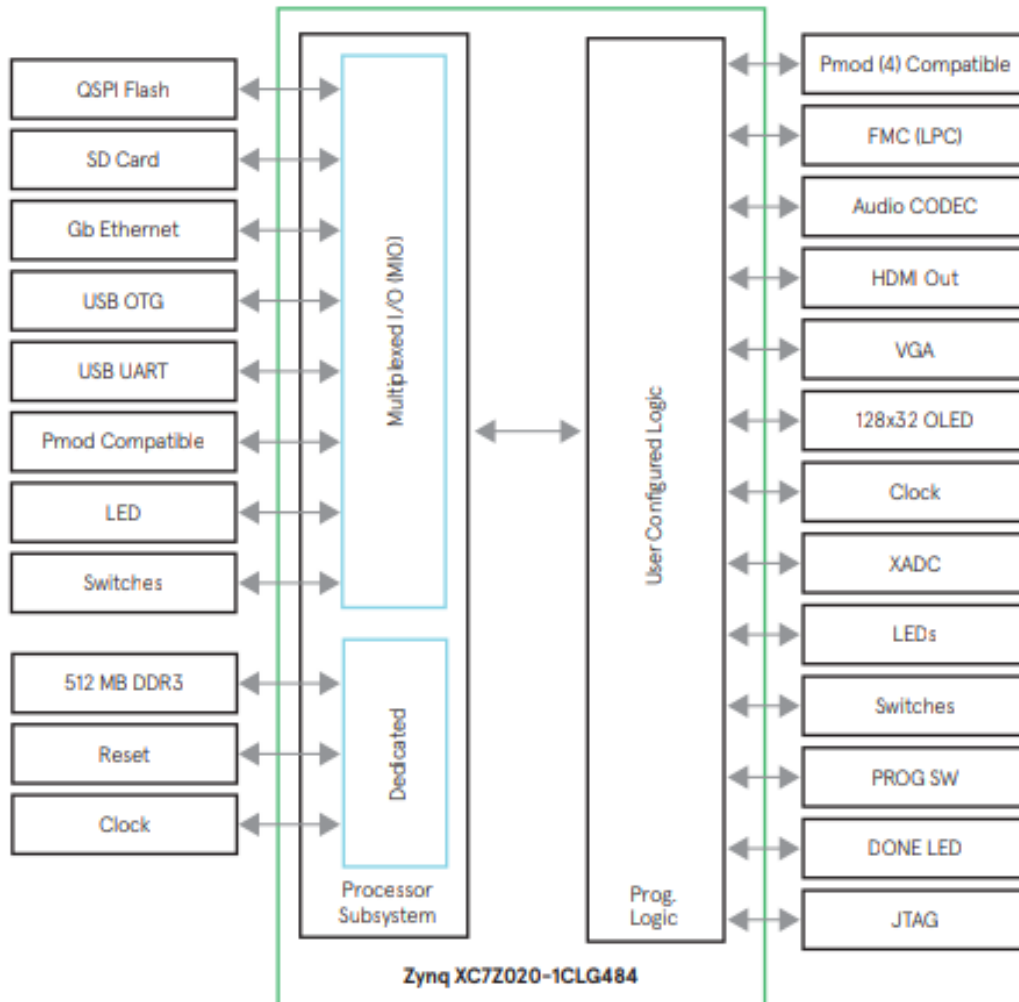 QSPI Flash
SD Card
Gb Ethernet
USB OTG
USB UART
Pmod Compatible
LED
Switches
512 MB DDR3
Reset
Clock
Multiplexed I/O (MIO)
Dedicated
Processor
Subsystem
User Configured Logic
Prog.
Logic
Pmod (4) Compatible
FMC (LPC)
Audio CODEC
HDMI Out
VGA
128x32 OLED
Clock
XADC
LEDs
Switches
PROG SW
DONE LED
JTAG
Zynq XC7Z020-1CLG484